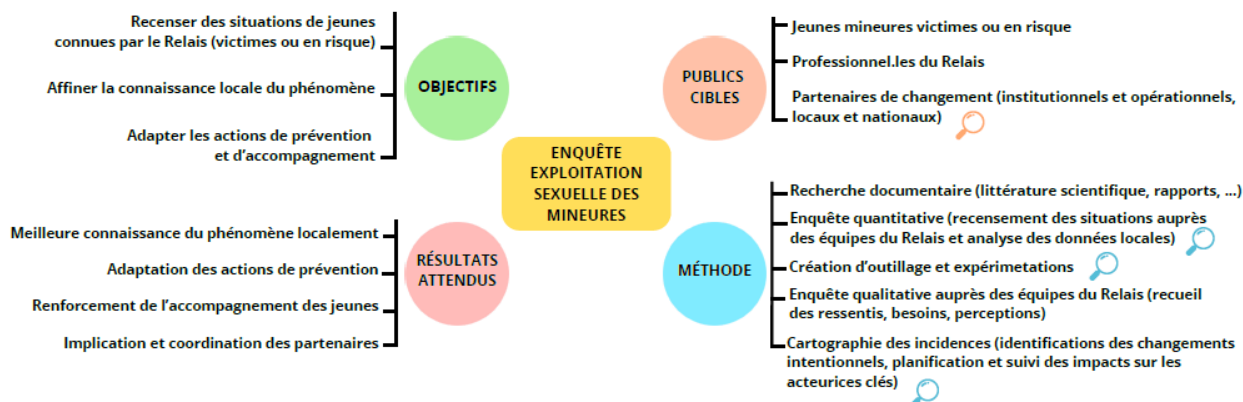 ENQUÊTE
EXPLOITATION
SEXUELLE DES
MINEURES
OBJECTIFS
Recenser des situations de jeunes
connues par le Relais (victimes ou en risque)
Affiner la connaissance locale du phénomène
Adapter les actions de prévention
et d'accompagnement
PUBLICS
CIBLES
Jeunes mineures victimes ou en risque
Professionnel.les du Relais
Partenaires de changement (institutionnels et opérationnels,
locaux et nationaux)
RÉSULTATS
ATTENDUS
Meilleure connaissance du phénomène localement
Adaptation des actions de prévention
Renforcement de l'accompagnement des jeunes
Implication et coordination des partenaires
MÉTHODE
Recherche documentaire (littérature scientifique, rapports, ...)
Enquête quantitative (recensement des situations auprès
des équipes du Relais et analyse des données locales)
Création d'outillage et expérimetations
Enquête qualitative auprès des équipes du Relais (recueil
des ressentis, besoins, perceptions)
Cartographie des incidences (identifications des changements
intentionnels, planification et suivi des impacts sur les
acteurices clés)